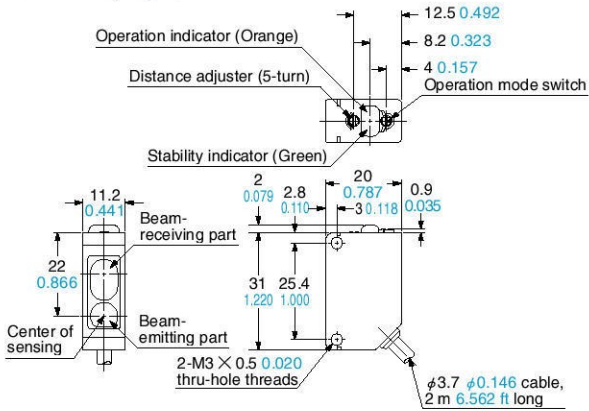 12.5 0.492
Operation indicator (Orange)
8.2 0.323
4 0.157
Distance adjuster (5-turn)
Operation mode switch
Stability indicator (Green)
11.2
0.441
2
0.079
2.8
0.110
20
0.787
3 0.118
0.9
0.035
Beam-
receiving part
22
0.866
31
1.220
25.4
1.000
Center of
sensing
Beam-
emitting part
2-M3 × 0.5 0.020
thru-hole threads
φ3.7 φ0.146 cable,
2 m 6.562 ft long